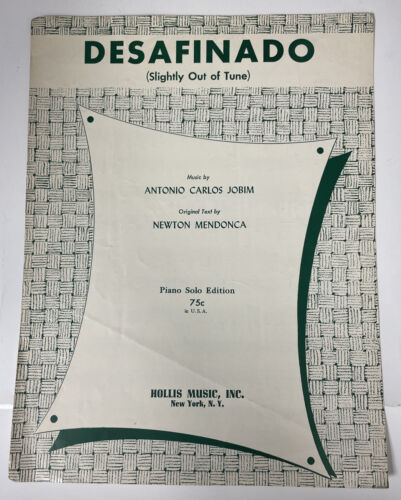 DESAFINADO
(Slightly Out of Tune)
Music by
ANTONIO CARLOS JOBIM
Original Text by
NEWTON MENDONCA
Piano Solo Edition
75c
in U.S.A.
HOLLIS MUSIC, INC.
New York, N. Y.